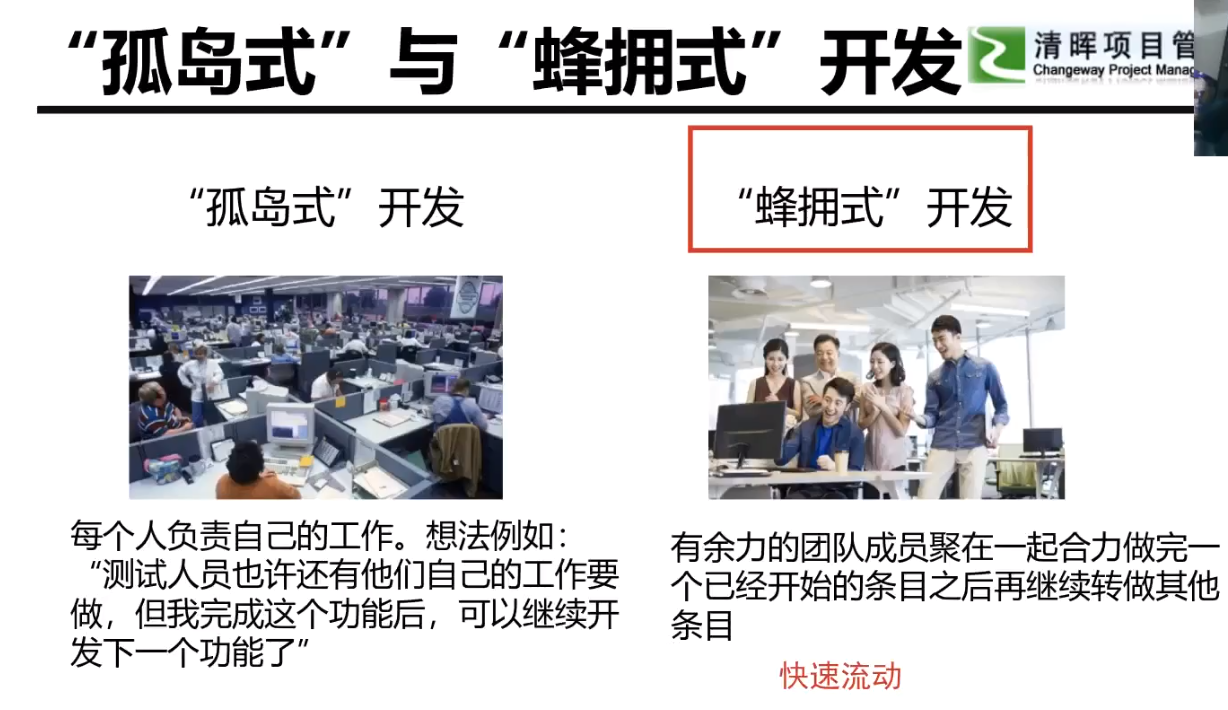 “孤岛式”与“蜂拥式”开发
清晖项目管
Changeway Project Manag
“孤岛式”开发
“蜂拥式”开发
每个人负责自己的工作。想法例如：
“测试人员也许还有他们自己的工作要
做，但我完成这个功能后，可以继续开
发下一个功能了”
有余力的团队成员聚在一起合力做完一
个已经开始的条目之后再继续转做其他
条目
快速流动